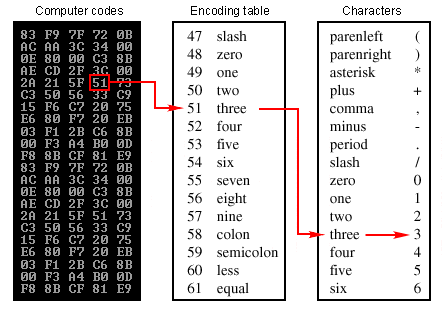 Computer codes
83 F9 7F 72 0B
AC AA 3C 34 00
0E 80 00 C3 8B
AE CD 2F 3C 00
2A 21 5F 51 73
C3 50 56 33 C9
15 F6 C7 20 75
E6 80 F7 20 EB
03 F1 2B C6 8B
00 F3 A4 B0 0D
F8 8B CF 81 E9
83 F9 7F 72 0B
AC AA 3C 34 00
0E 80 00 C3 8B
AE CD 2F 3C 00
2A 21 5F 51 73
C3 50 56 33 C9
15 F6 C7 20 75
E6 80 F7 20 EB
03 F1 2B C6 8B
00 F3 A4 B0 0D
F8 8B CF 81 E9
Encoding table
47 slash
48 zero
49 one
50 two
51 three
52 four
53 five
54 six
55 seven
56 eight
57 nine
58 colon
59 semicolon
60 less
61 equal
Characters
parenleft (
parenright )
asterisk *
plus +
comma ,
minus -
period .
slash /
zero 0
one 1
two 2
three 3
four 4
five 5
six 6